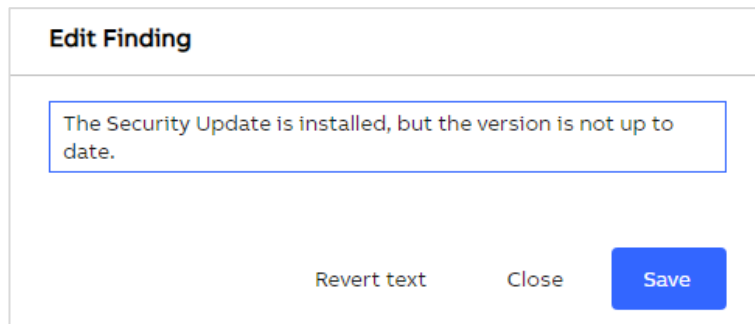 Edit Finding
The Security Update is installed, but the version is not up to
date.
Revert text Close Save